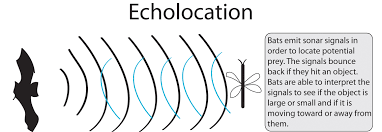 Echolocation
Bats emit sonar signals in
order to locate potential
prey. The signals bounce
back if they hit an object.
Bats are able to interpret the
signals to see if the object is
large or small and if it is
moving toward or away from
them.